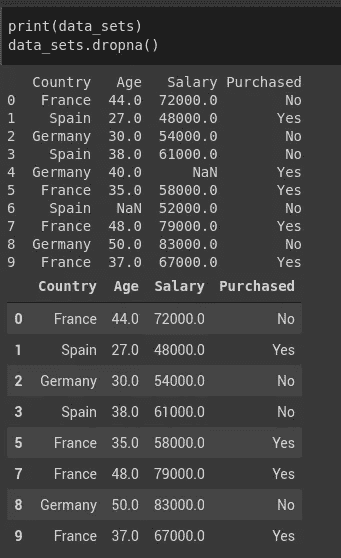 print(data_sets)
data_sets.dropna()
Country Age Salary Purchased
0 France 44.0 72000.0 No
1 Spain 27.0 48000.0 Yes
2 Germany 30.0 54000.0 No
3 Spain 38.0 61000.0 No
4 Germany 40.0 NaN Yes
5 France 35.0 58000.0 Yes
6 Spain NaN 52000.0 No
7 France 48.0 79000.0 Yes
8 Germany 50.0 83000.0 No
9 France 37.0 67000.0 Yes
Country Age Salary Purchased
0 France 44.0 72000.0 No
1 Spain 27.0 48000.0 Yes
2 Germany 30.0 54000.0 No
3 Spain 38.0 61000.0 No
5 France 35.0 58000.0 Yes
7 France 48.0 79000.0 Yes
8 Germany 50.0 83000.0 No
9 France 37.0 67000.0 Yes